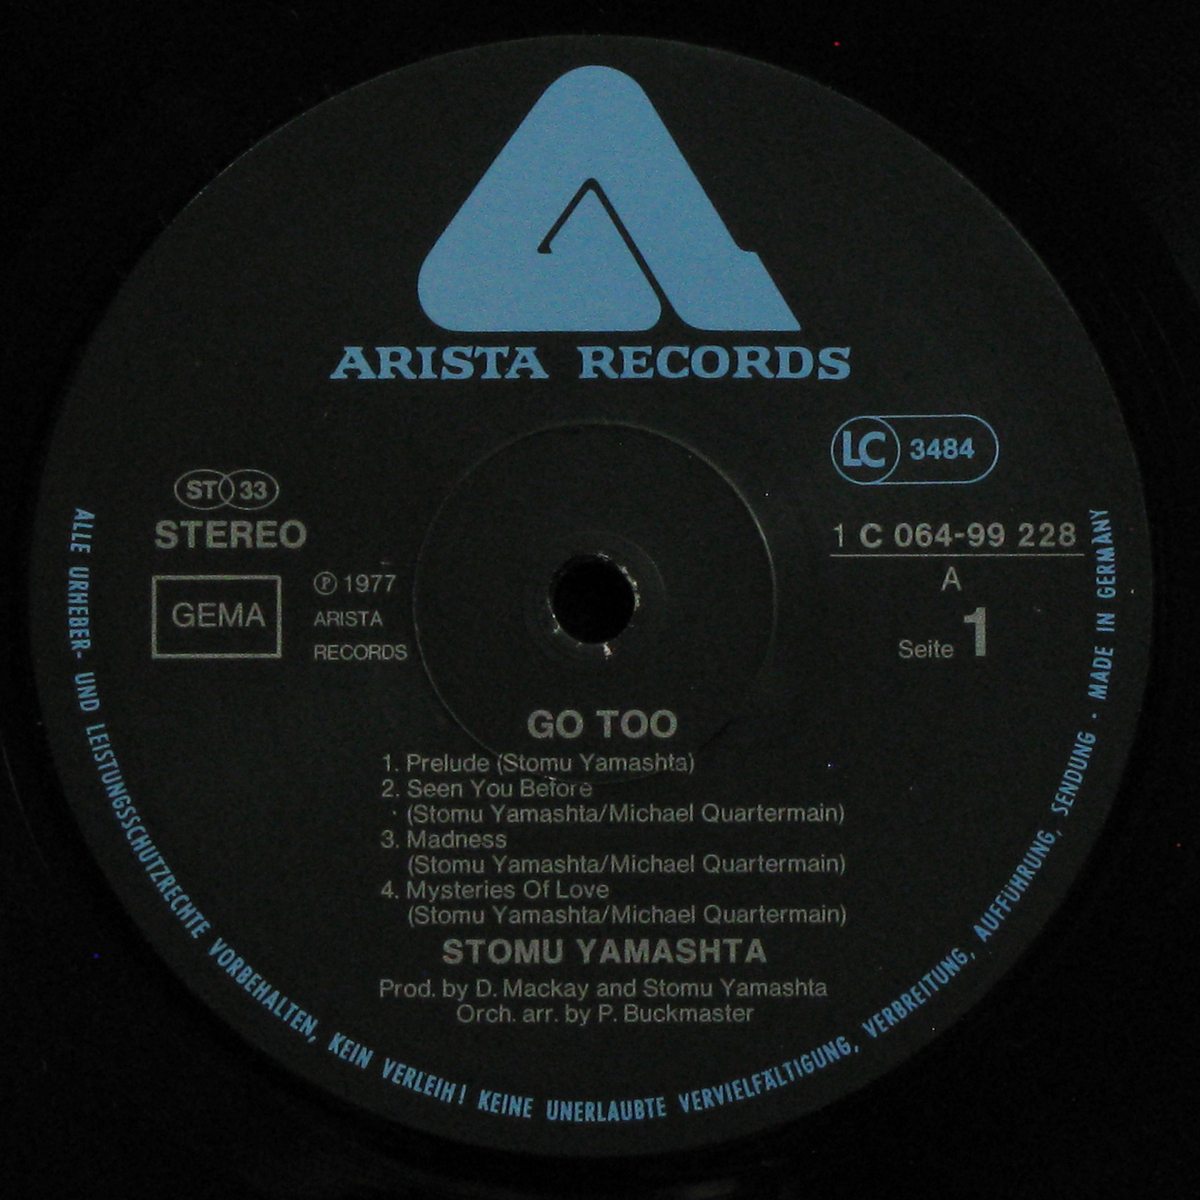 ARISTA RECORDS
LC 3484
ST 33
STEREO
GEMA
℗ 1977
ARISTA
RECORDS
1 C 064-99 228
A
Seite 1
GO TOO
1. Prelude (Stomu Yamashta)
2. Seen You Before
(Stomu Yamashta/Michael Quartermain)
3. Madness
(Stomu Yamashta/Michael Quartermain)
4. Mysteries Of Love
(Stomu Yamashta/Michael Quartermain)
STOMU YAMASHTA
Prod. by D. Mackay and Stomu Yamashta
Orch. arr. by P. Buckmaster
ALLE URHEBER- UND LEISTUNGSSCHUTZRECHTE VORBEHALTEN, KEIN VERLEIH! KEINE UNERLAUBTE VERVIELFÄLTIGUNG, VERBREITUNG, AUFFÜHRUNG, SENDUNG · MADE IN GERMANY